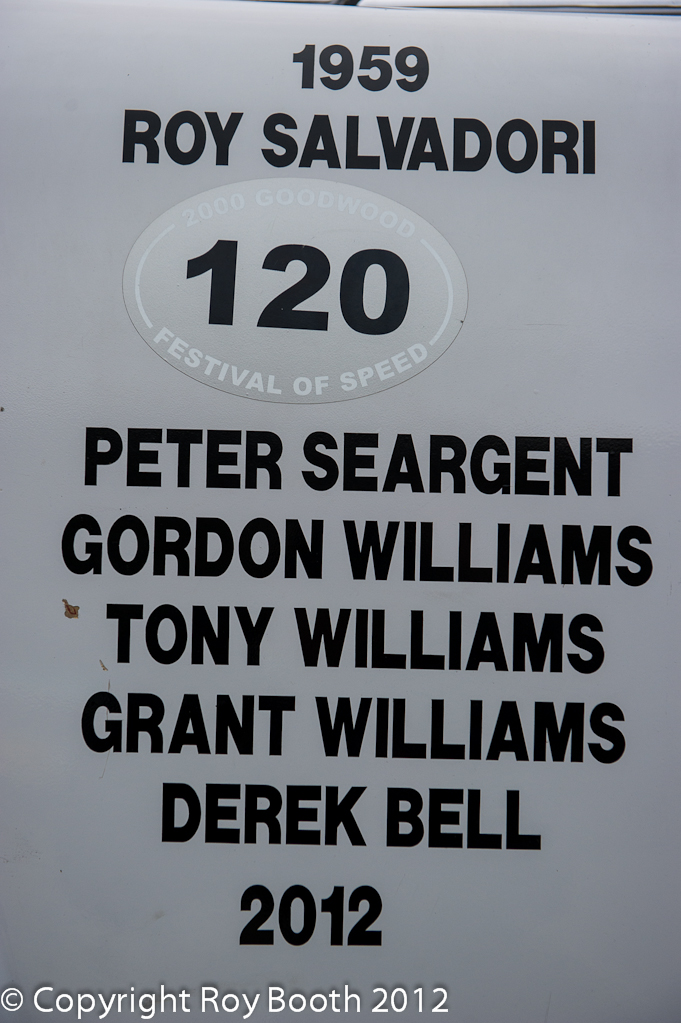 1959
ROY SALVADORI
2000 GOODWOOD
120
FESTIVAL OF SPEED
PETER SEARGENT
GORDON WILLIAMS
TONY WILLIAMS
GRANT WILLIAMS
DEREK BELL
2012
© Copyright Roy Booth 2012